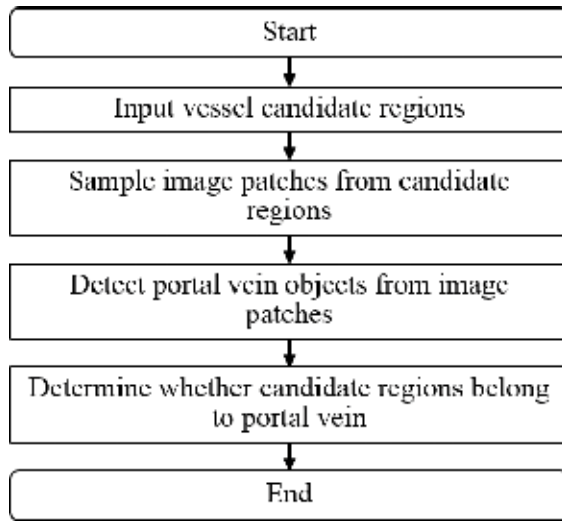 Start
Input vessel candidate regions
Sample image patches from candidate
regions
Detect portal vein objects from image
patches
Determine whether candidate regions belong
to portal vein
End